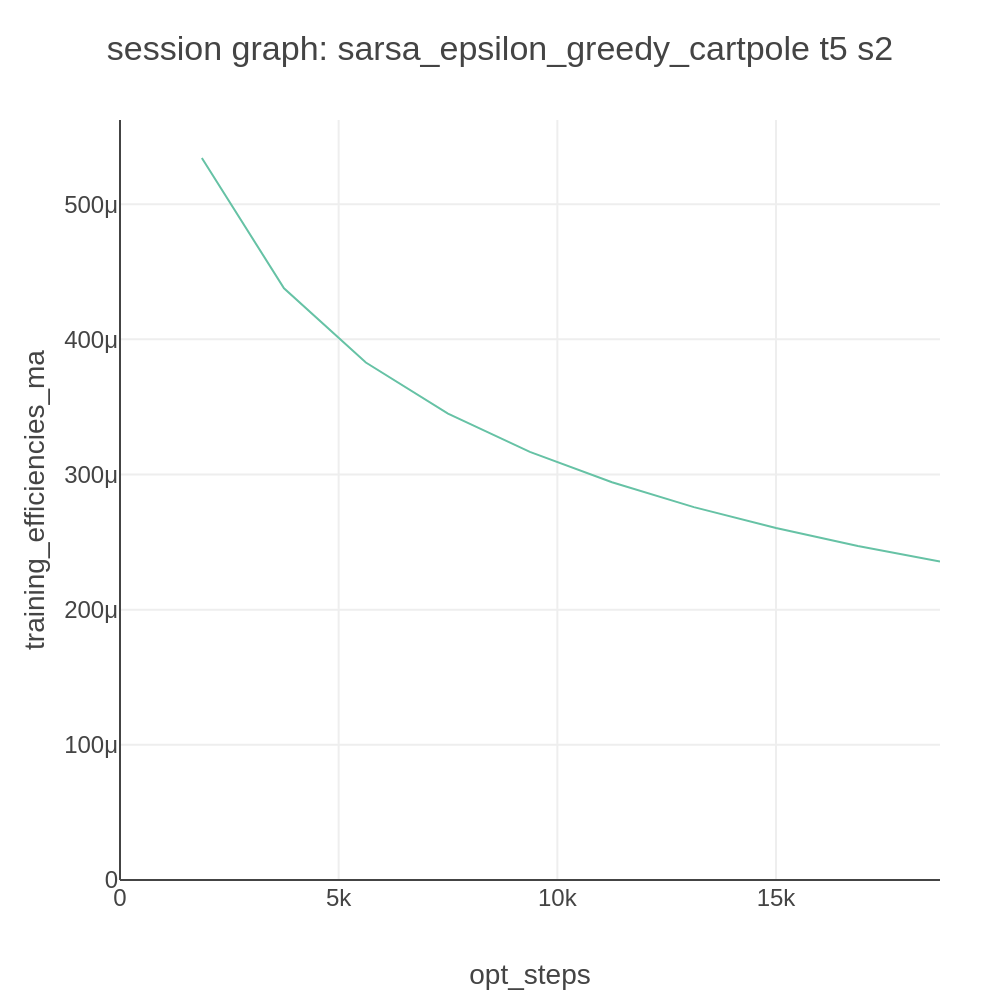 session graph: sarsa_epsilon_greedy_cartpole t5 s2
500μ
400μ
300μ
200μ
100μ
0
0
5k
10k
15k
training_efficiencies_ma
opt_steps